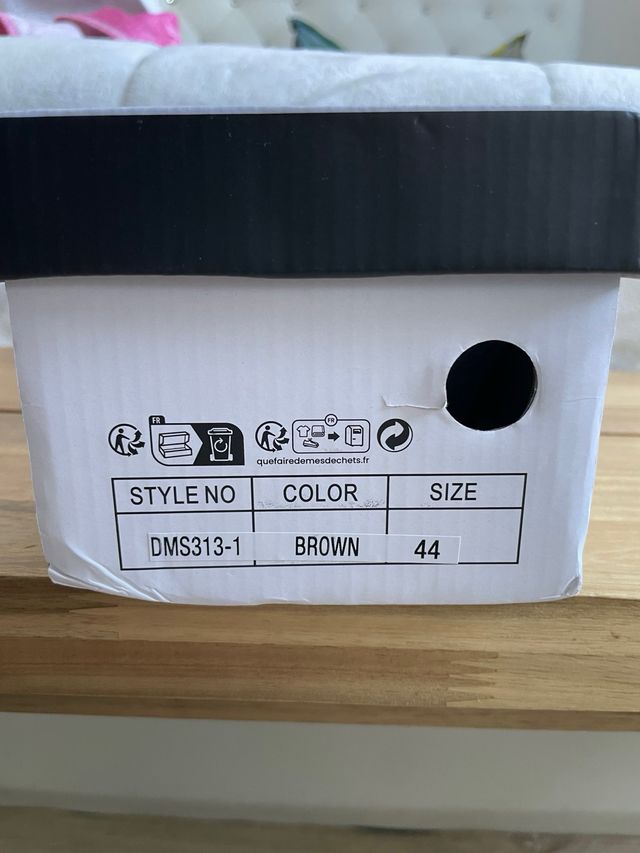 FR
FR
quefairedemesdechets.fr
STYLE NO COLOR SIZE
DMS313-1 BROWN 44